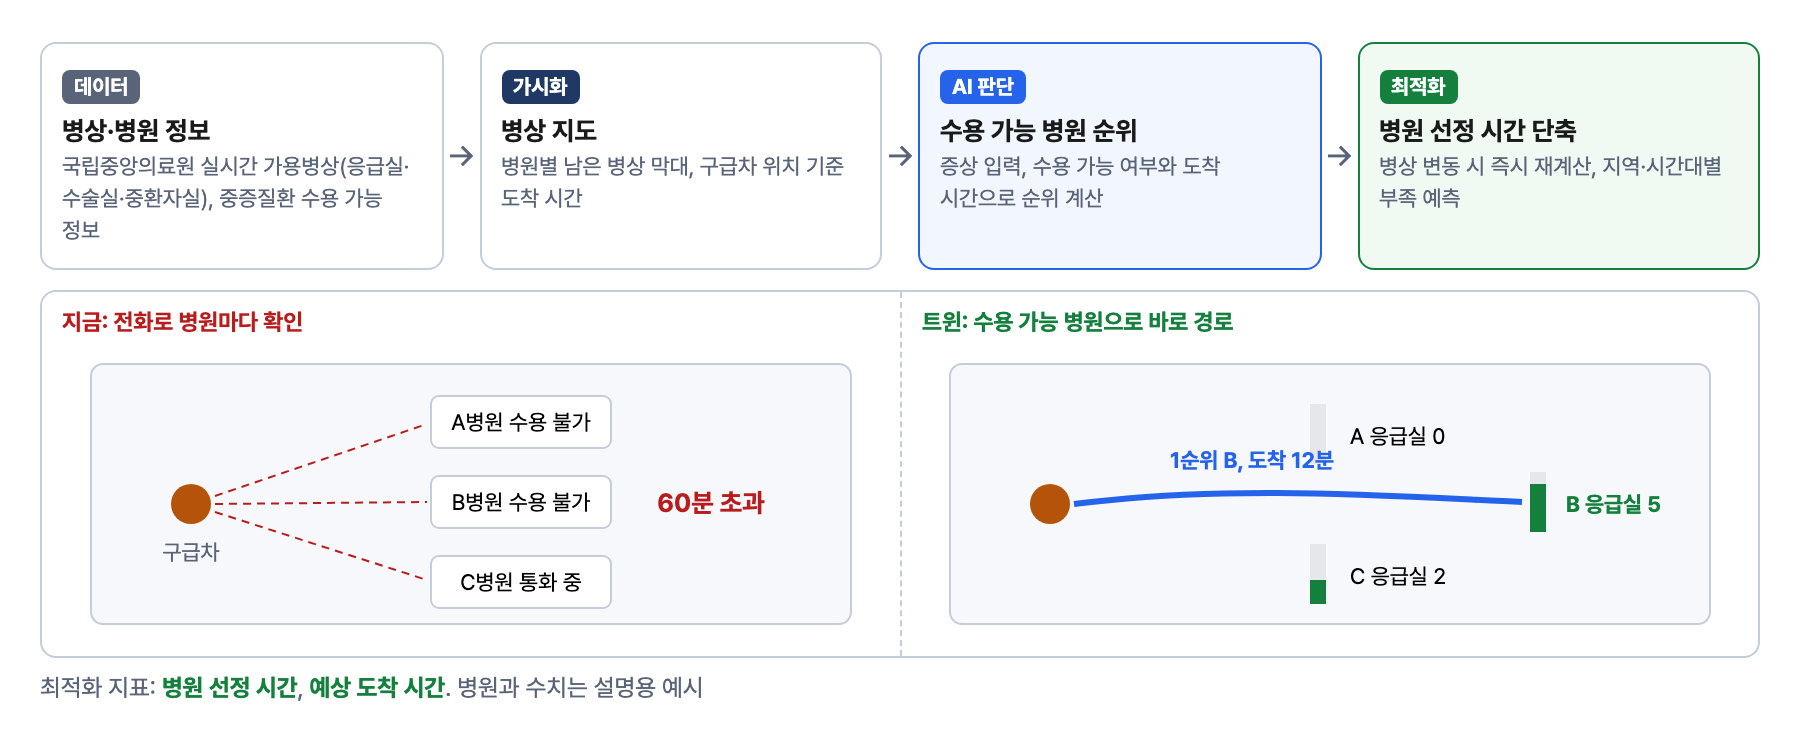 데이터
병상·병원 정보
국립중앙의료원 실시간 가용병상(응급실·
수술실·중환자실), 중증질환 수용 가능
정보
가시화
병상 지도
병원별 남은 병상 막대, 구급차 위치 기준
도착 시간
AI 판단
수용 가능 병원 순위
증상 입력, 수용 가능 여부와 도착
시간으로 순위 계산
최적화
병원 선정 시간 단축
병상 변동 시 즉시 재계산, 지역·시간대별
부족 예측
지금: 전화로 병원마다 확인
A병원 수용 불가
B병원 수용 불가
60분 초과
구급차
C병원 통화 중
트윈: 수용 가능 병원으로 바로 경로
A 응급실 0
1순위 B, 도착 12분
B 응급실 5
C 응급실 2
최적화 지표: 병원 선정 시간, 예상 도착 시간. 병원과 수치는 설명용 예시